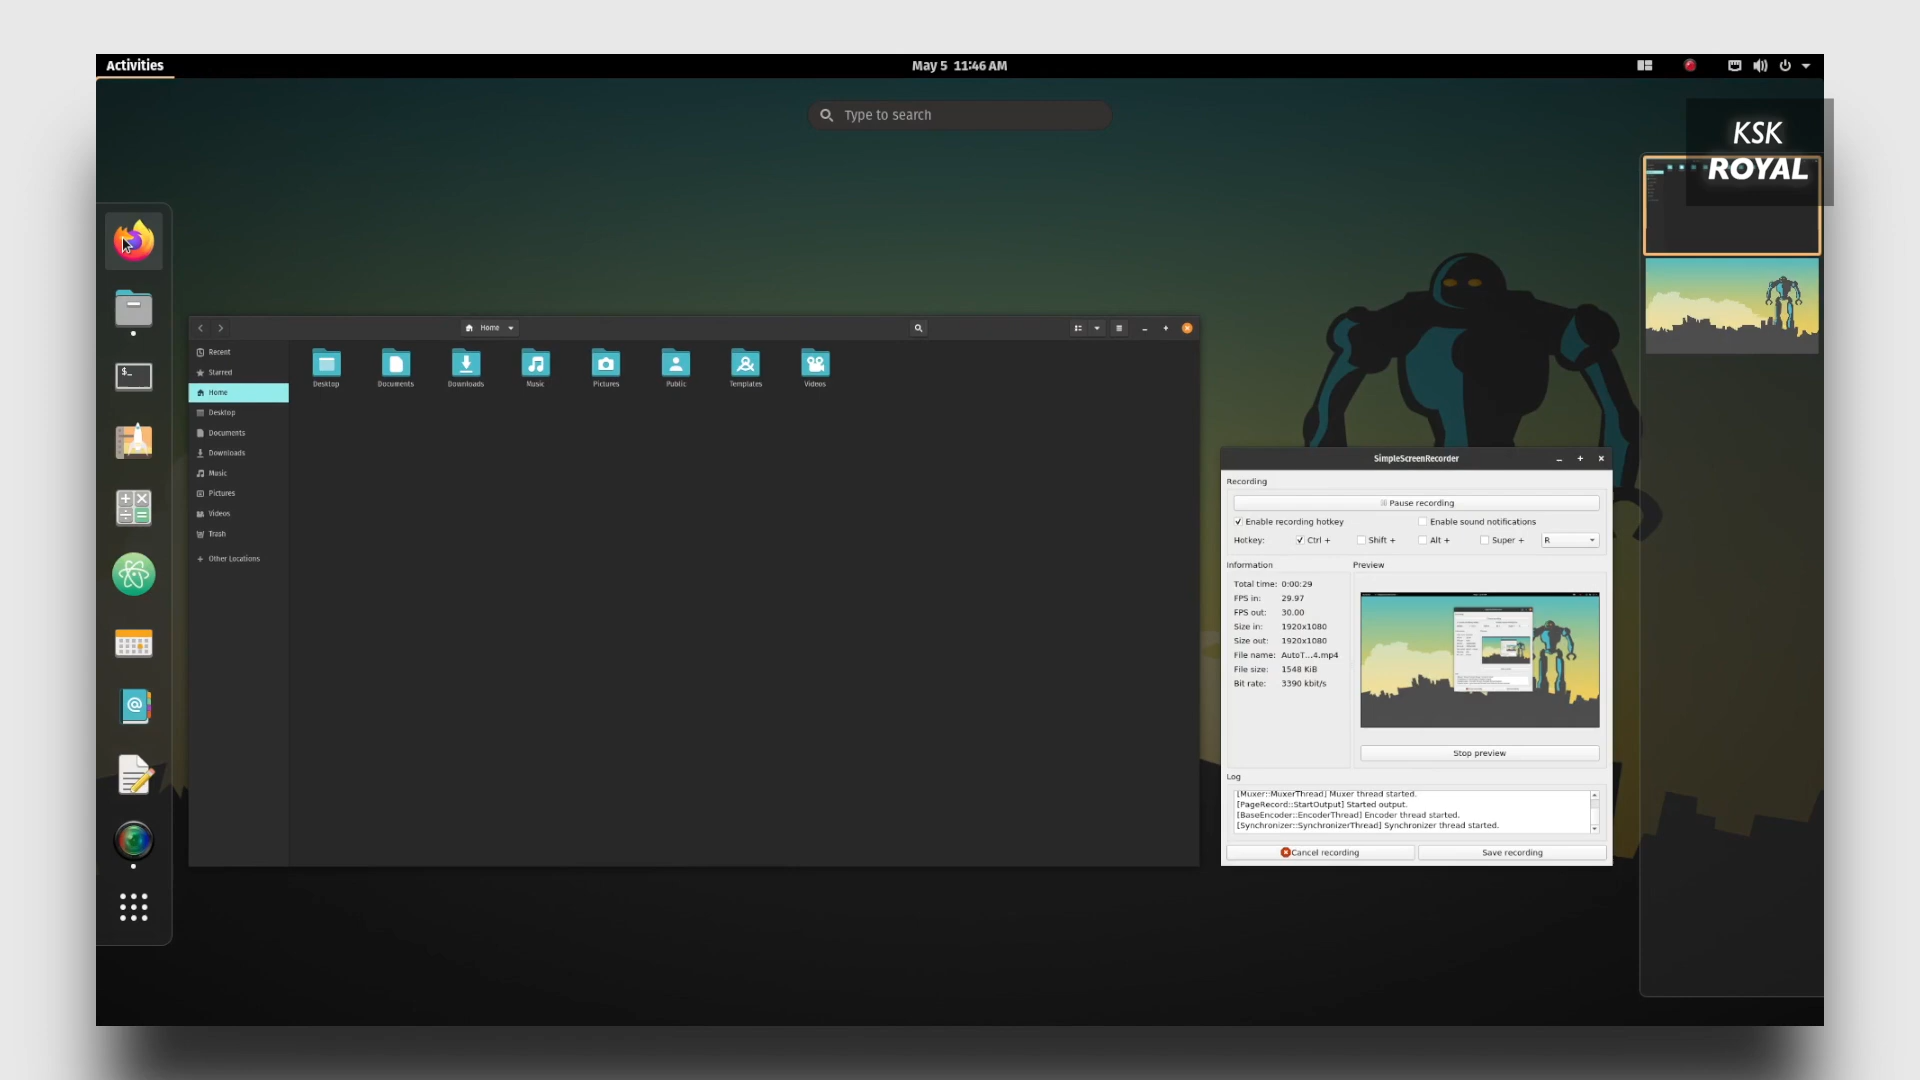 Activities
May 5 11:46 AM
Type to search
KSK
ROYAL
Home
Recent
Starred
Home
Desktop
Documents
Downloads
Music
Pictures
Videos
Trash
+ Other Locations
Desktop
Documents
Downloads
Music
Pictures
Public
Templates
Videos
SimpleScreenRecorder
Recording
Pause recording
Enable recording hotkey
Enable sound notifications
Hotkey: Ctrl + Shift + Alt + Super + R
Information
Total time: 0:00:29
FPS in: 29.97
FPS out: 30.00
Size in: 1920x1080
Size out: 1920x1080
File name: AutoT...4.mp4
File size: 1548 KiB
Bit rate: 3390 kbit/s
Preview
Stop preview
Log
[Muxer::MuxerThread] Muxer thread started.
[PageRecord::StartOutput] Started output.
[BaseEncoder::EncoderThread] Encoder thread started.
[Synchronizer::SynchronizerThread] Synchronizer thread started.
Cancel recording
Save recording